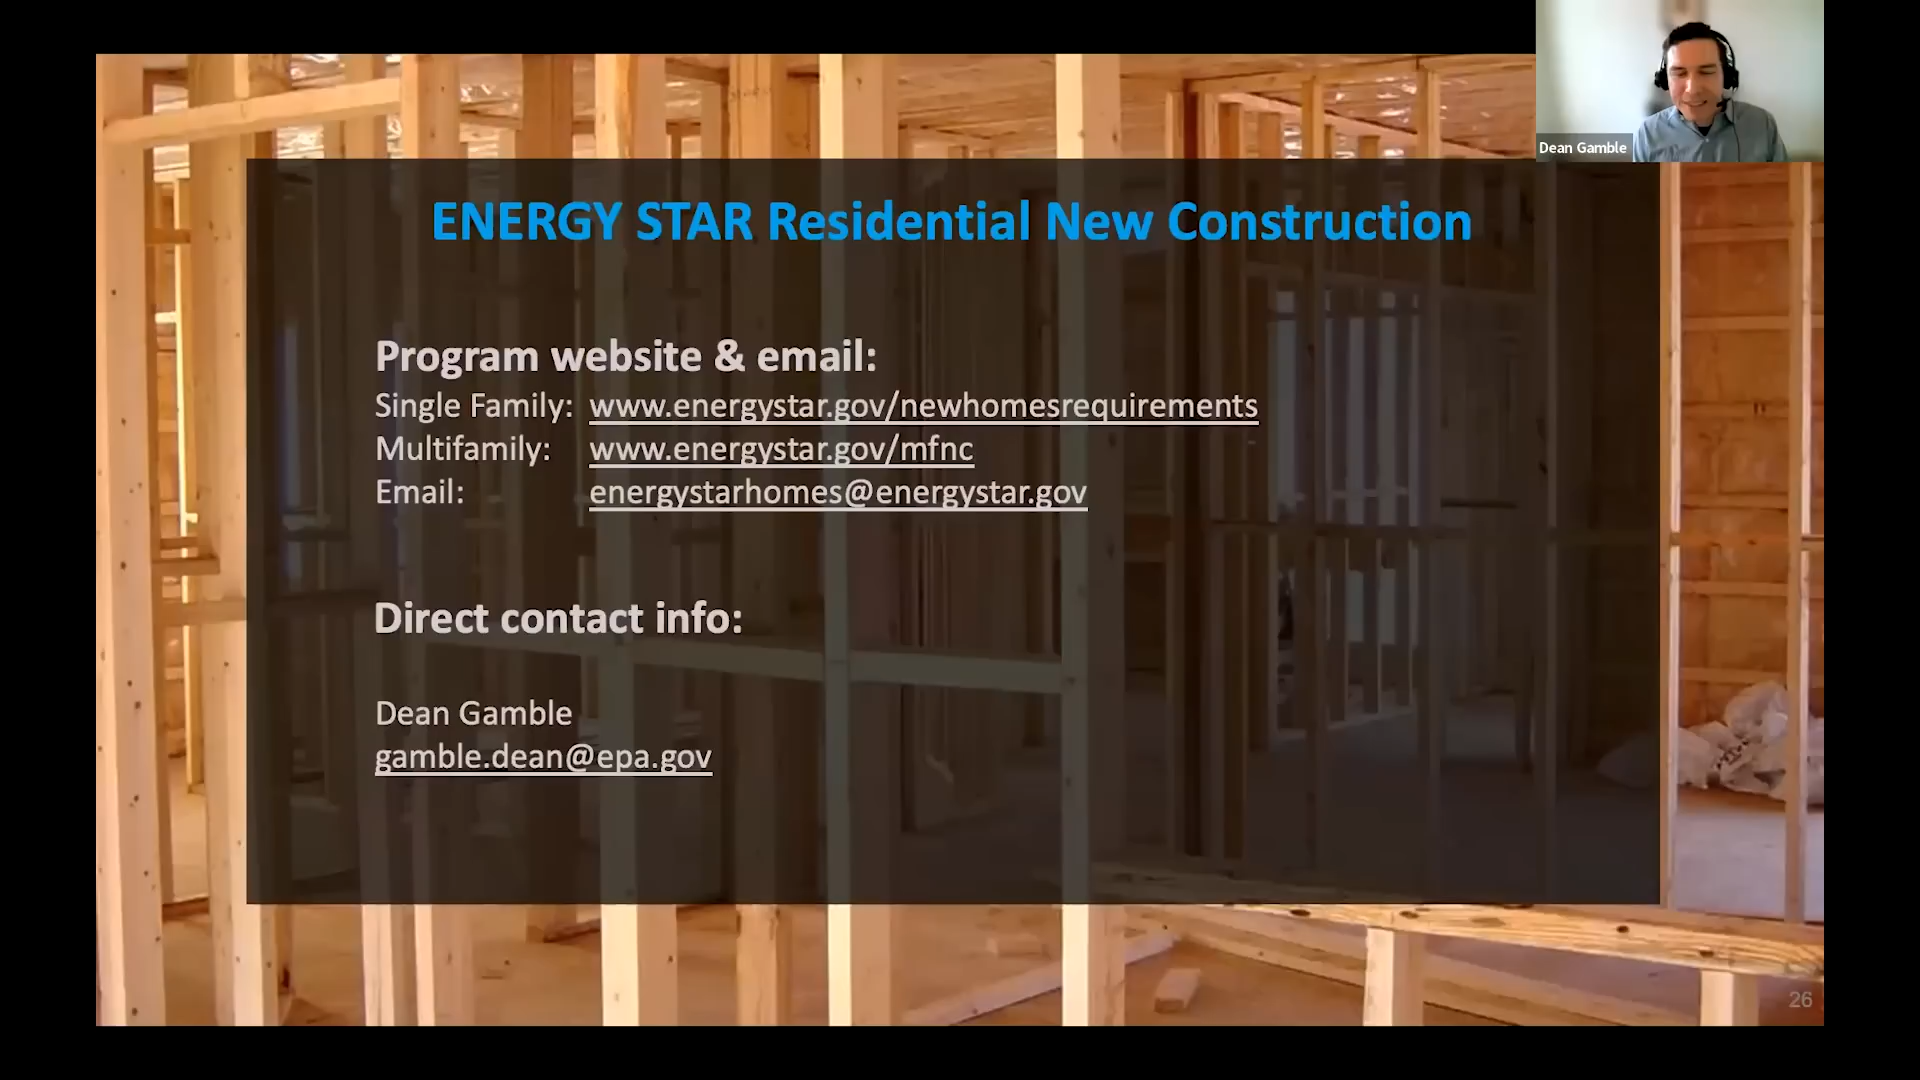 Dean Gamble
ENERGY STAR Residential New Construction
Program website & email:
Single Family: www.energystar.gov/newhomesrequirements
Multifamily: www.energystar.gov/mfnc
Email: energystarhomes@energystar.gov
Direct contact info:
Dean Gamble
gamble.dean@epa.gov
26